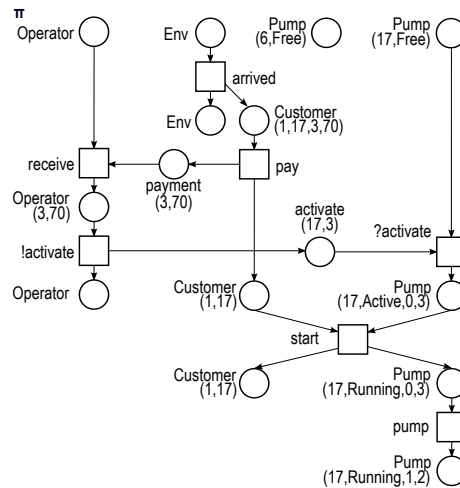 π
Operator
Env
Pump
(6,Free)
Pump
(17,Free)
arrived
Env
Customer
(1,17,3,70)
receive
payment
(3,70)
pay
Operator
(3,70)
activate
(17,3)
?activate
!activate
Operator
Customer
(1,17)
Pump
(17,Active,0,3)
start
Customer
(1,17)
Pump
(17,Running,0,3)
pump
Pump
(17,Running,1,2)